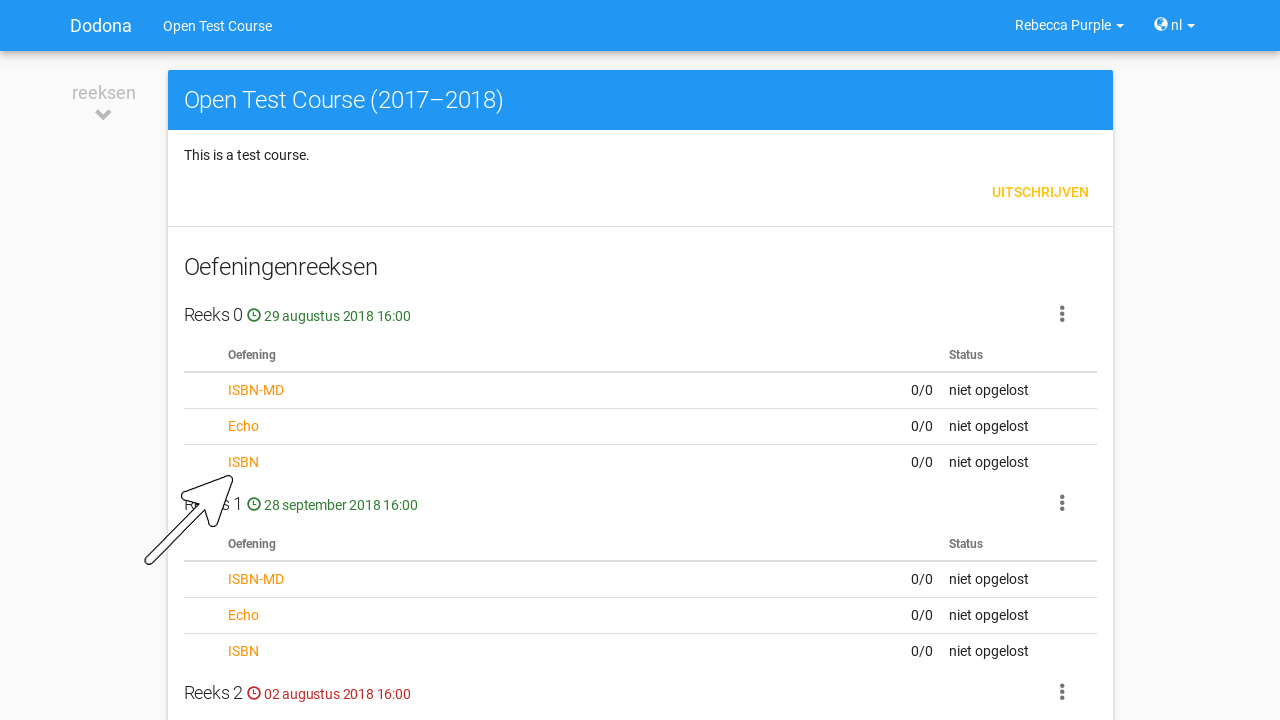 Dodona Open Test Course Rebecca Purple nl
reeksen
Open Test Course (2017–2018)
This is a test course.
UITSCHRIJVEN
Oefeningenreeksen
Reeks 0 29 augustus 2018 16:00
Oefening Status
ISBN-MD 0/0 niet opgelost
Echo 0/0 niet opgelost
ISBN 0/0 niet opgelost
Reeks 1 28 september 2018 16:00
Oefening Status
ISBN-MD 0/0 niet opgelost
Echo 0/0 niet opgelost
ISBN 0/0 niet opgelost
Reeks 2 02 augustus 2018 16:00